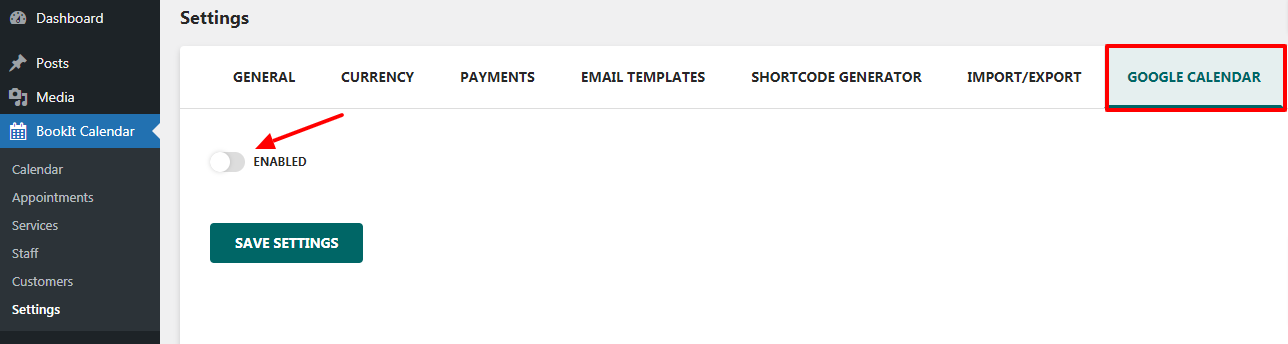 Dashboard
Posts
Media
BookIt Calendar
Calendar
Appointments
Services
Staff
Customers
Settings
Settings
GENERAL CURRENCY PAYMENTS EMAIL TEMPLATES SHORTCODE GENERATOR IMPORT/EXPORT GOOGLE CALENDAR
ENABLED
SAVE SETTINGS